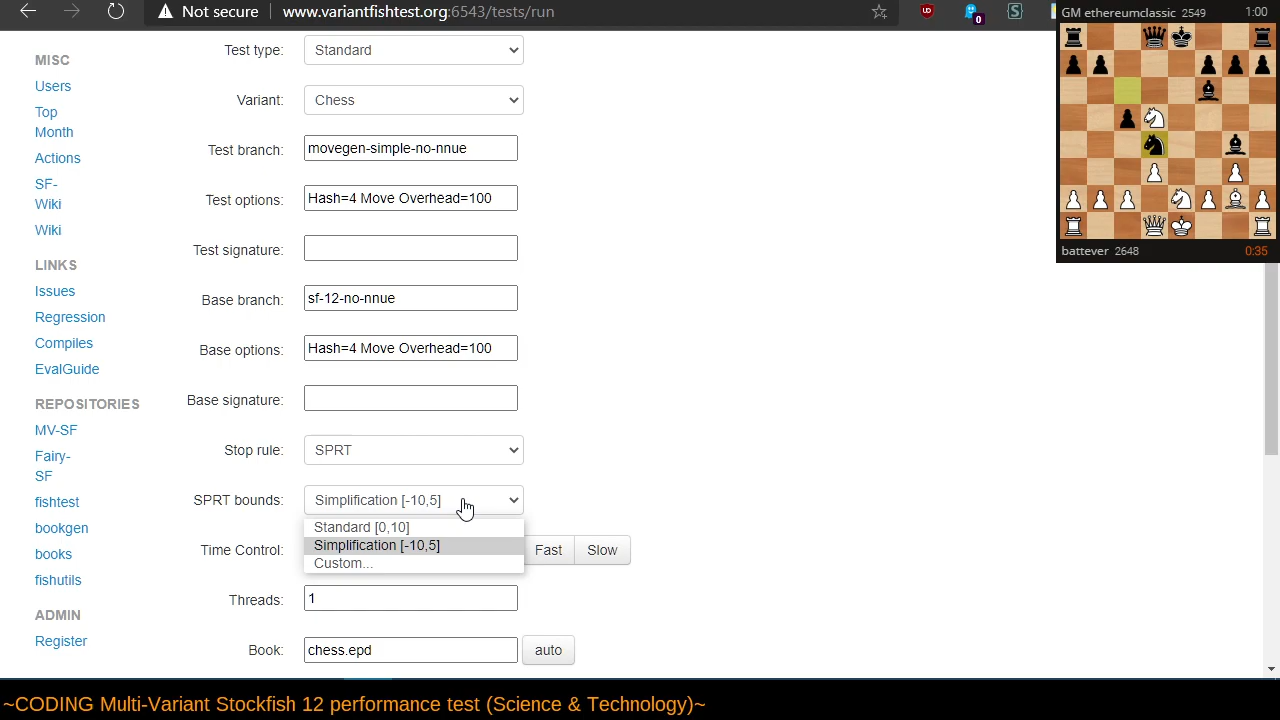 Not secure
www.variantfishtest.org:6543/tests/run
UD
0
S
GM ethereumclassic 2549
1:00
battever 2648
0:35
MISC
Users
Top
Month
Actions
SF-
Wiki
Wiki
LINKS
Issues
Regression
Compiles
EvalGuide
REPOSITORIES
MV-SF
Fairy-
SF
fishtest
bookgen
books
fishutils
ADMIN
Register
Test type: Standard
Variant: Chess
Test branch: movegen-simple-no-nnue
Test options: Hash=4 Move Overhead=100
Test signature:
Base branch: sf-12-no-nnue
Base options: Hash=4 Move Overhead=100
Base signature:
Stop rule: SPRT
SPRT bounds: Simplification [-10,5]
Standard [0,10]
Simplification [-10,5]
Custom...
Time Control: Fast Slow
Threads: 1
Book: chess.epd auto
~CODING Multi-Variant Stockfish 12 performance test (Science & Technology)~